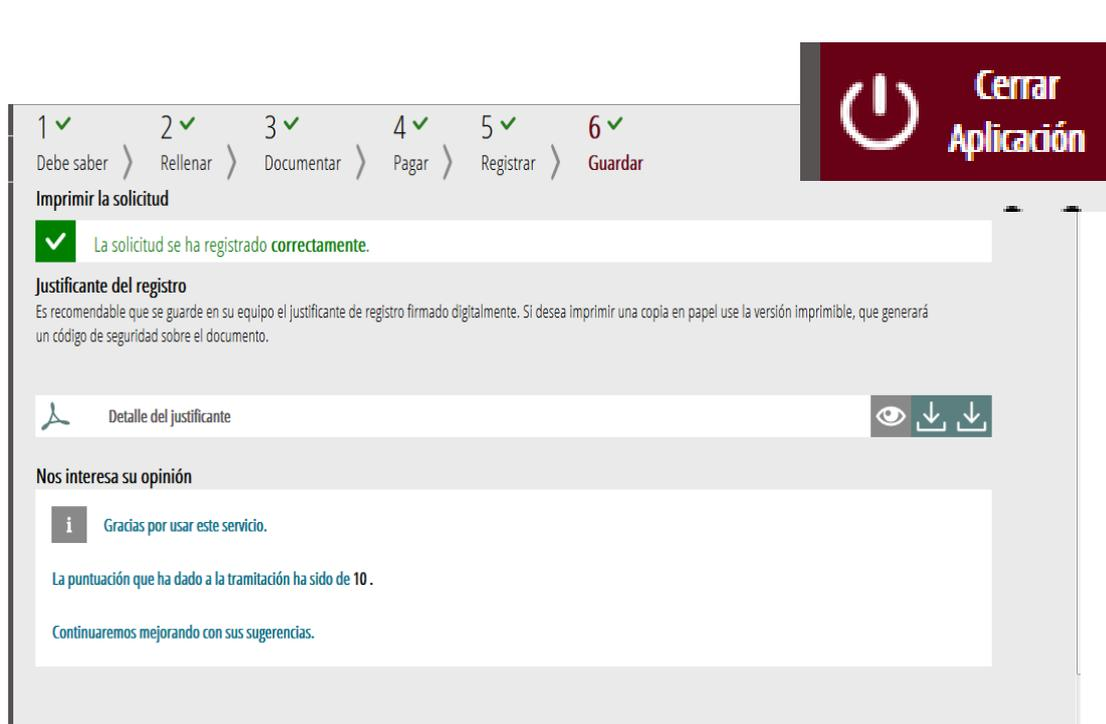 Cerrar
Aplicación
1 2 3 4 5 6
Debe saber Rellenar Documentar Pagar Registrar Guardar
Imprimir la solicitud
La solicitud se ha registrado correctamente.
Justificante del registro
Es recomendable que se guarde en su equipo el justificante de registro firmado digitalmente. Si desea imprimir una copia en papel use la versión imprimible, que generará
un código de seguridad sobre el documento.
Detalle del justificante
Nos interesa su opinión
i Gracias por usar este servicio.
La puntuación que ha dado a la tramitación ha sido de 10 .
Continuaremos mejorando con sus sugerencias.